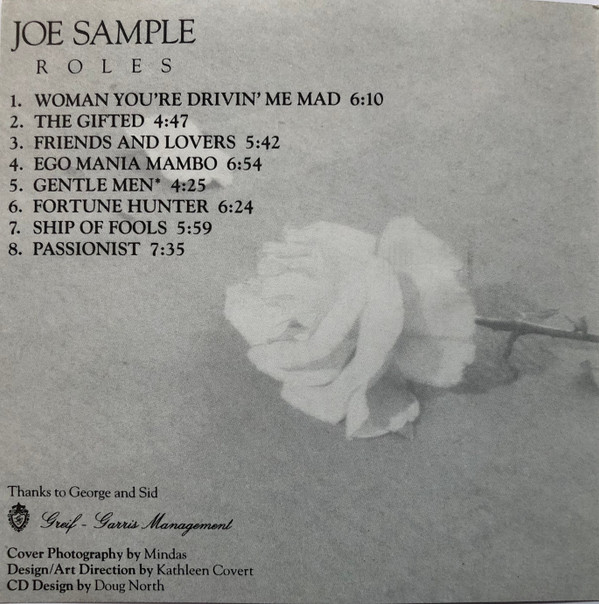 JOE SAMPLE
ROLES
1. WOMAN YOU'RE DRIVIN' ME MAD 6:10
2. THE GIFTED 4:47
3. FRIENDS AND LOVERS 5:42
4. EGO MANIA MAMBO 6:54
5. GENTLE MEN* 4:25
6. FORTUNE HUNTER 6:24
7. SHIP OF FOOLS 5:59
8. PASSIONIST 7:35
Thanks to George and Sid
Greif - Garris Management
Cover Photography by Mindas
Design/Art Direction by Kathleen Covert
CD Design by Doug North